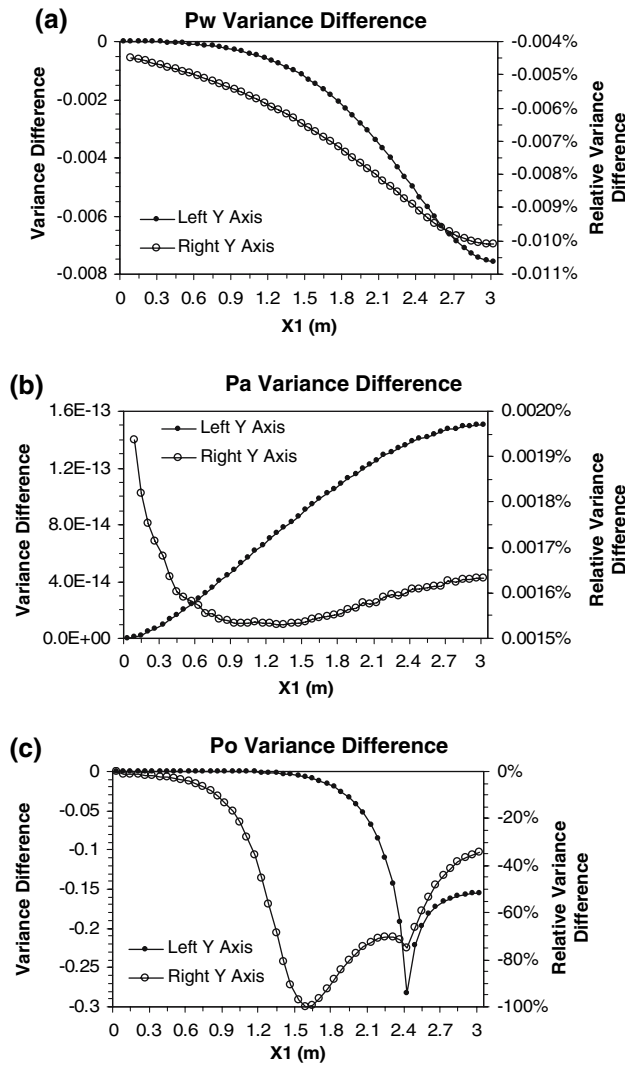 (a)
Pw Variance Difference
0
-0.002
-0.004
-0.006
-0.008
Variance Difference
-0.004%
-0.005%
-0.006%
-0.007%
-0.008%
-0.009%
-0.010%
-0.011%
Relative Variance
Difference
Left Y Axis
Right Y Axis
0 0.3 0.6 0.9 1.2 1.5 1.8 2.1 2.4 2.7 3
X1 (m)
(b)
Pa Variance Difference
1.6E-13
1.2E-13
8.0E-14
4.0E-14
0.0E+00
Variance Difference
0.0020%
0.0019%
0.0018%
0.0017%
0.0016%
0.0015%
Relative Variance
Difference
Left Y Axis
Right Y Axis
0 0.3 0.6 0.9 1.2 1.5 1.8 2.1 2.4 2.7 3
X1 (m)
(c)
Po Variance Difference
0
-0.05
-0.1
-0.15
-0.2
-0.25
-0.3
Variance Difference
0%
-20%
-40%
-60%
-80%
-100%
Relative Variance
Difference
Left Y Axis
Right Y Axis
0 0.3 0.6 0.9 1.2 1.5 1.8 2.1 2.4 2.7 3
X1 (m)